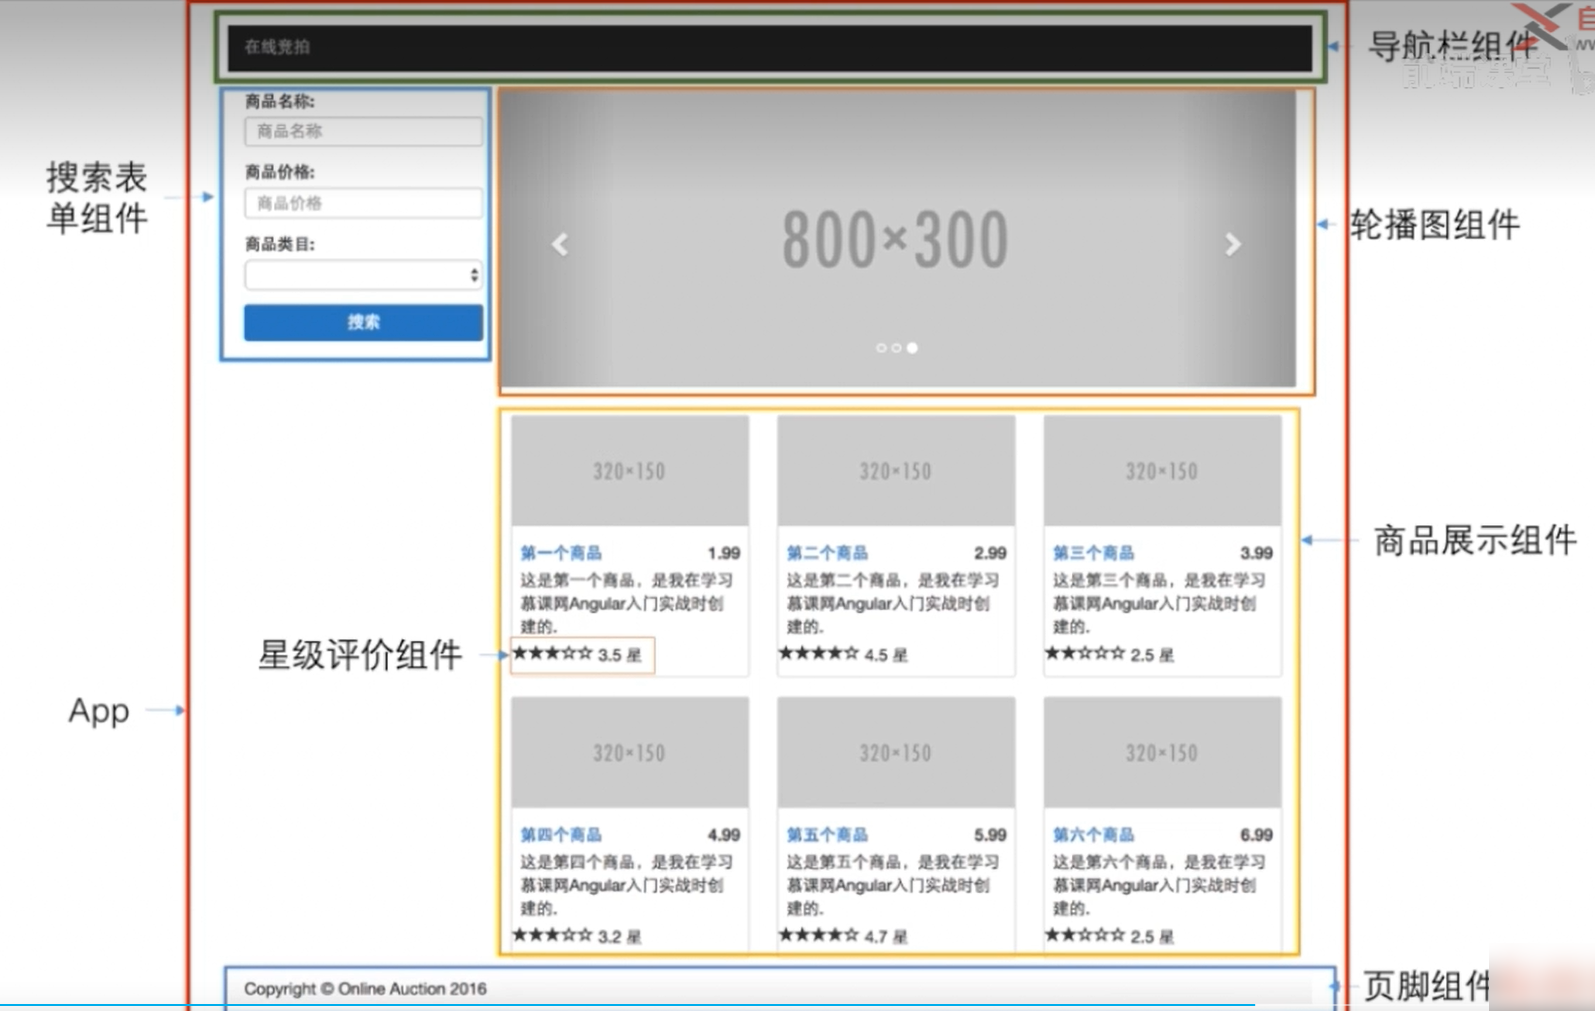 在线竞拍
导航栏组件
自
ww
前端课堂
商品名称:
商品名称
商品价格:
商品价格
商品类目:
搜索
搜索表
单组件
800×300
轮播图组件
320×150
320×150
320×150
第一个商品 1.99
这是第一个商品，是我在学习
慕课网Angular入门实战时创
建的.
★★★☆☆ 3.5 星
第二个商品 2.99
这是第二个商品，是我在学习
慕课网Angular入门实战时创
建的.
★★★★☆ 4.5 星
第三个商品 3.99
这是第三个商品，是我在学习
慕课网Angular入门实战时创
建的.
★★☆☆☆ 2.5 星
商品展示组件
星级评价组件
App
320×150
320×150
320×150
第四个商品 4.99
这是第四个商品，是我在学习
慕课网Angular入门实战时创
建的.
★★★☆☆ 3.2 星
第五个商品 5.99
这是第五个商品，是我在学习
慕课网Angular入门实战时创
建的.
★★★★☆ 4.7 星
第六个商品 6.99
这是第六个商品，是我在学习
慕课网Angular入门实战时创
建的.
★★☆☆☆ 2.5 星
Copyright © Online Auction 2016
页脚组件